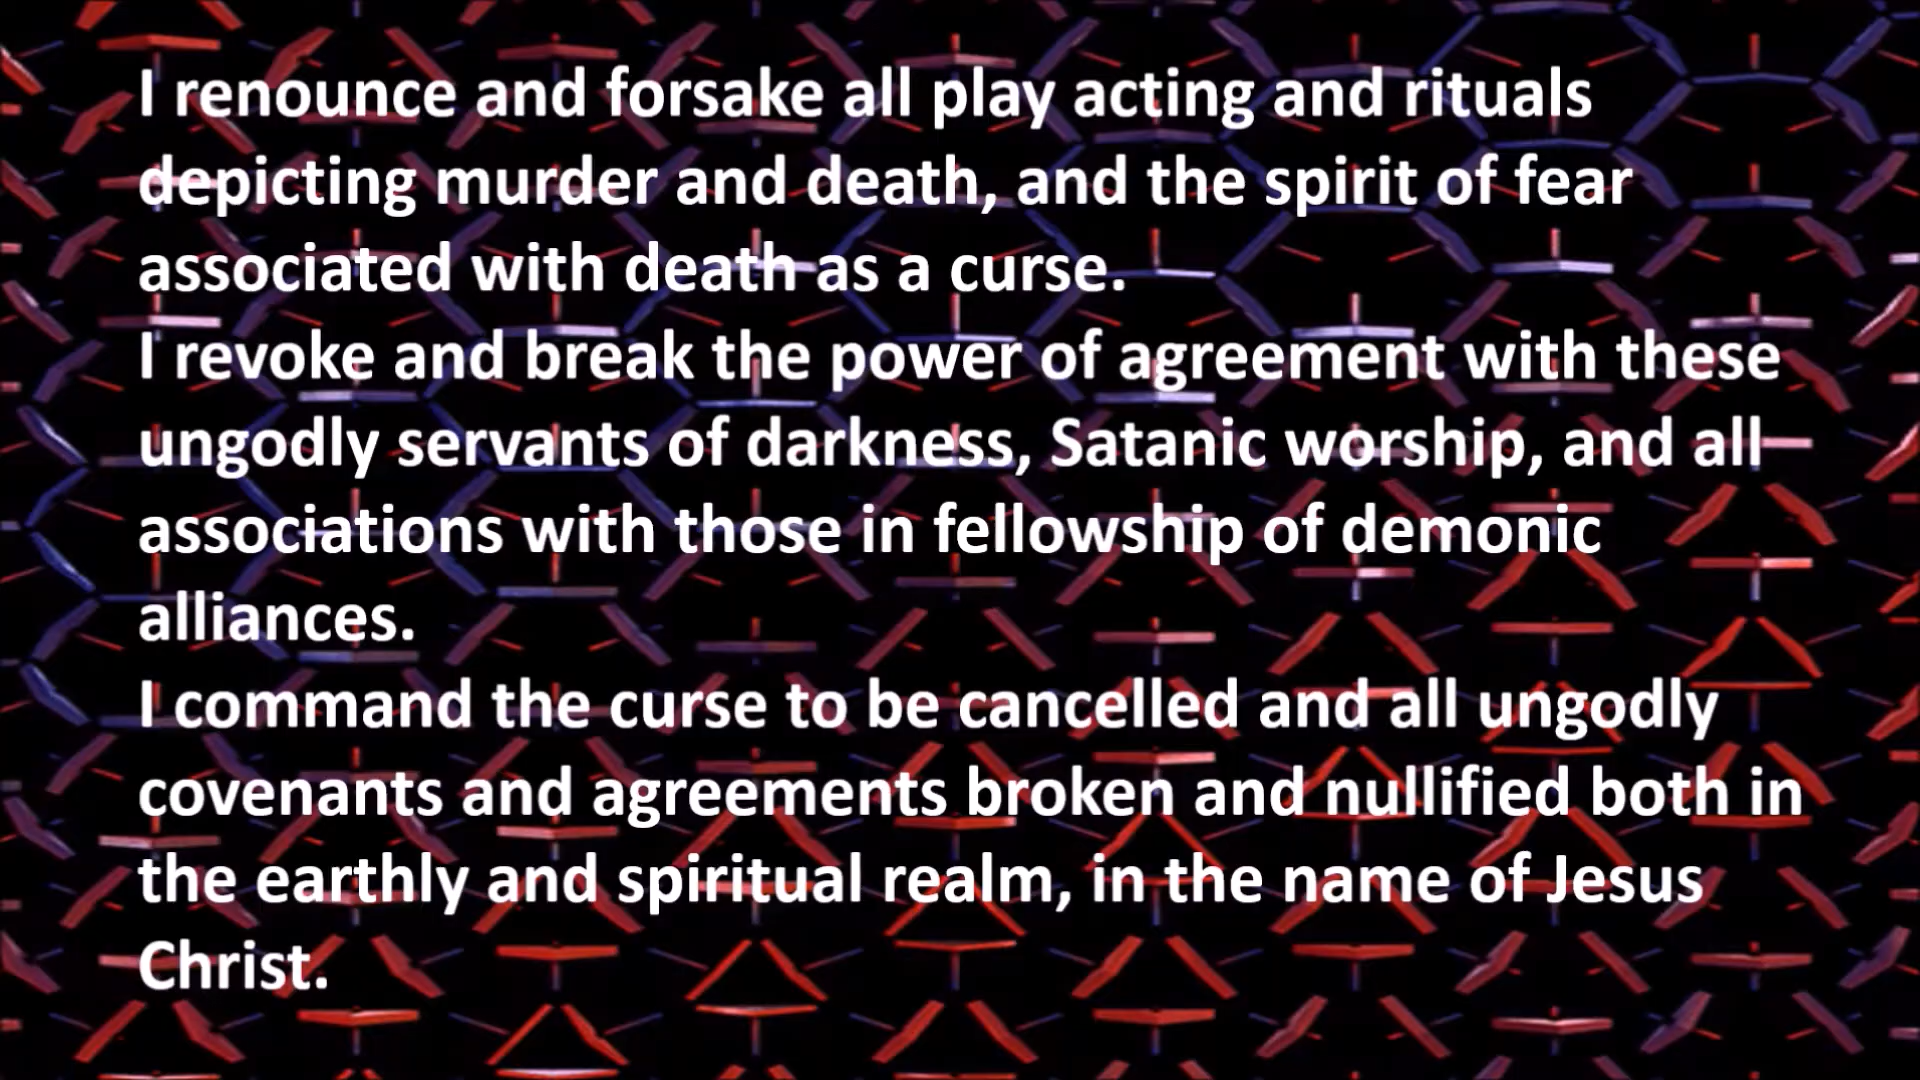 I renounce and forsake all play acting and rituals
depicting murder and death, and the spirit of fear
associated with death as a curse.
I revoke and break the power of agreement with these
ungodly servants of darkness, Satanic worship, and all
associations with those in fellowship of demonic
alliances.
I command the curse to be cancelled and all ungodly
covenants and agreements broken and nullified both in
the earthly and spiritual realm, in the name of Jesus
Christ.